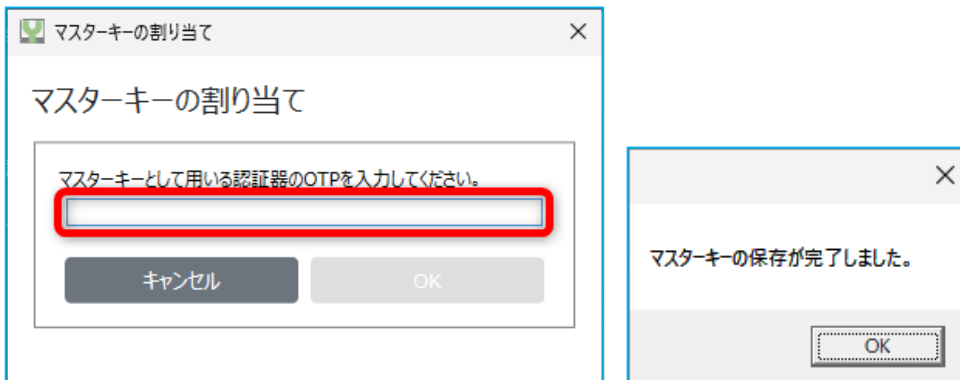 マスターキーの割り当て
マスターキーの割り当て
マスターキーとして用いる認証器のOTPを入力してください。
キャンセル
OK
マスターキーの保存が完了しました。
OK